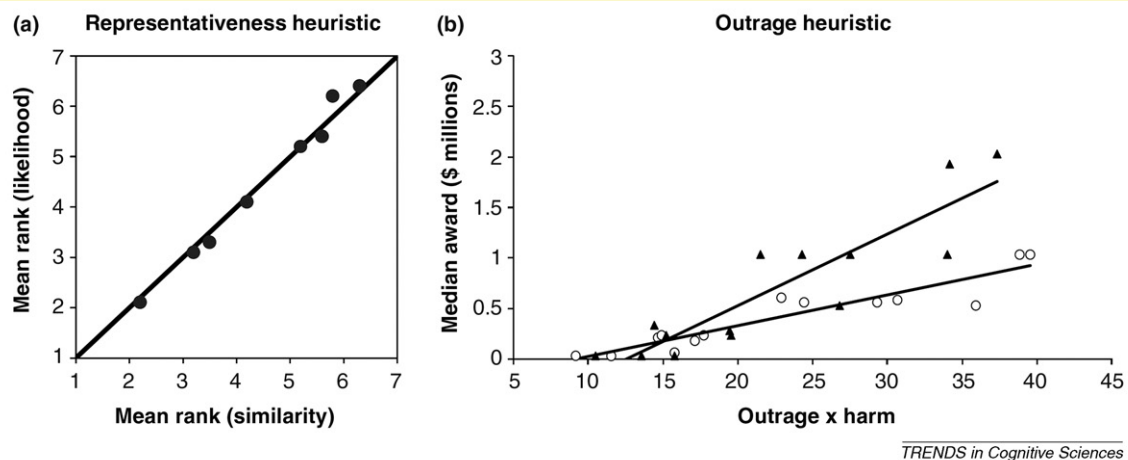 (a) Representativeness heuristic
Mean rank (likelihood)
7
6
5
4
3
2
1
1 2 3 4 5 6 7
Mean rank (similarity)
(b) Outrage heuristic
Median award ($ millions)
3
2.5
2
1.5
1
0.5
0
5 10 15 20 25 30 35 40 45
Outrage x harm
TRENDS in Cognitive Sciences